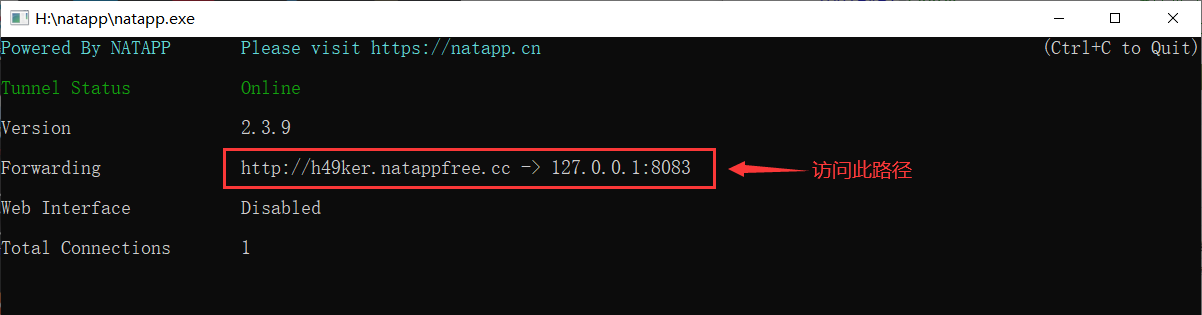 H:\natapp\natapp.exe
Powered By NATAPP Please visit https://natapp.cn (Ctrl+C to Quit)
Tunnel Status Online
Version 2.3.9
Forwarding http://h49ker.natappfree.cc -> 127.0.0.1:8083 访问此路径
Web Interface Disabled
Total Connections 1